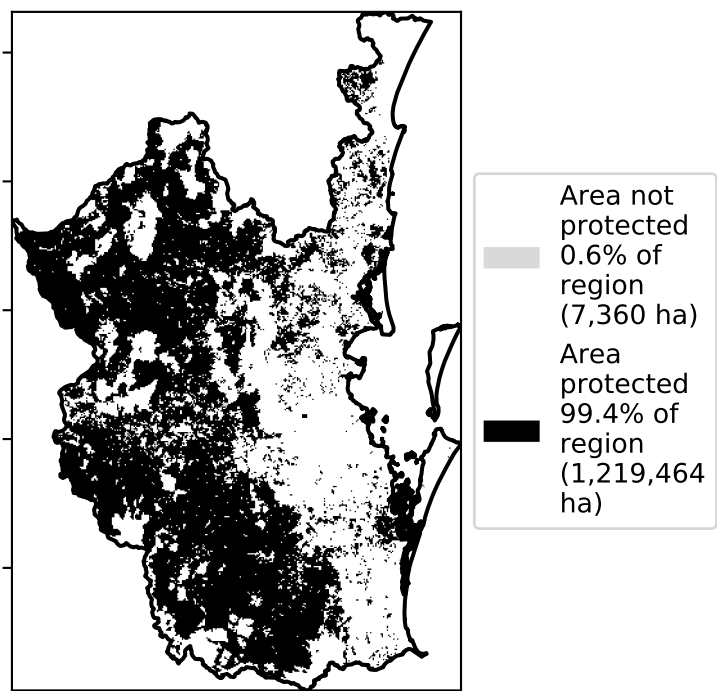 Area not
protected
0.6% of
region
(7,360 ha)
Area
protected
99.4% of
region
(1,219,464
ha)